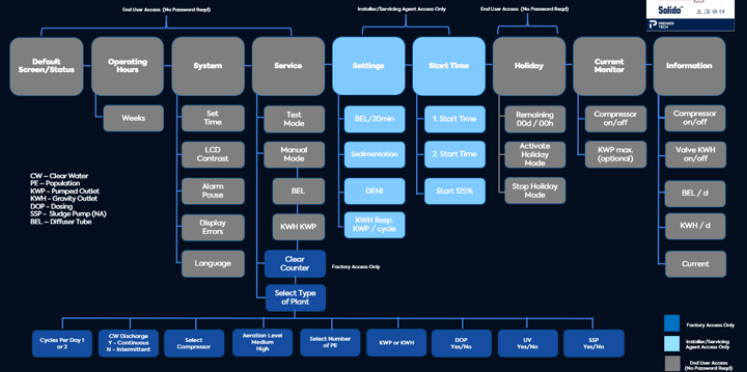 End User Access (No Password Reqd)
Installer/Servicing Agent Access Only
End User Access (No Password Reqd)
Solido
PREMIER
TECH
Default
Screen/Status
Operating
Hours
System
Service
Settings
Start Time
Holiday
Current
Monitor
Information
Weeks
Set
Time
Test
Mode
BEL/20min
1. Start Time
Remaining
00d / 00h
Compressor
on/off
Compressor
on/off
LCD
Contrast
Manual
Mode
Sedimentation
2. Start Time
Activate
Holiday
Mode
KWP max.
(optional)
Valve KWH
on/off
CW – Clear Water
PE – Population
KWP - Pumped Outlet
KWH - Gravity Outlet
DOP - Dosing
SSP - Sludge Pump (NA)
BEL – Diffuser Tube
Alarm
Pause
BEL
DENI
Start 125%
Stop Holiday
Mode
BEL / d
Display
Errors
KWH KWP
KWH Resp.
KWP / cycle
KWH / d
Language
Clear
Counter
Factory Access Only
Current
Select Type
of Plant
Cycles Per Day 1
or 2
CW Discharge
Y - Continuous
N - Intermittant
Select
Compressor
Aeration Level
Medium
High
Select Number
of PE
KWP or KWH
DOP
Yes/No
UV
Yes/No
SSP
Yes/No
Factory Access Only
Installer/Servicing
Agent Access Only
End User Access
(No Password Reqd)